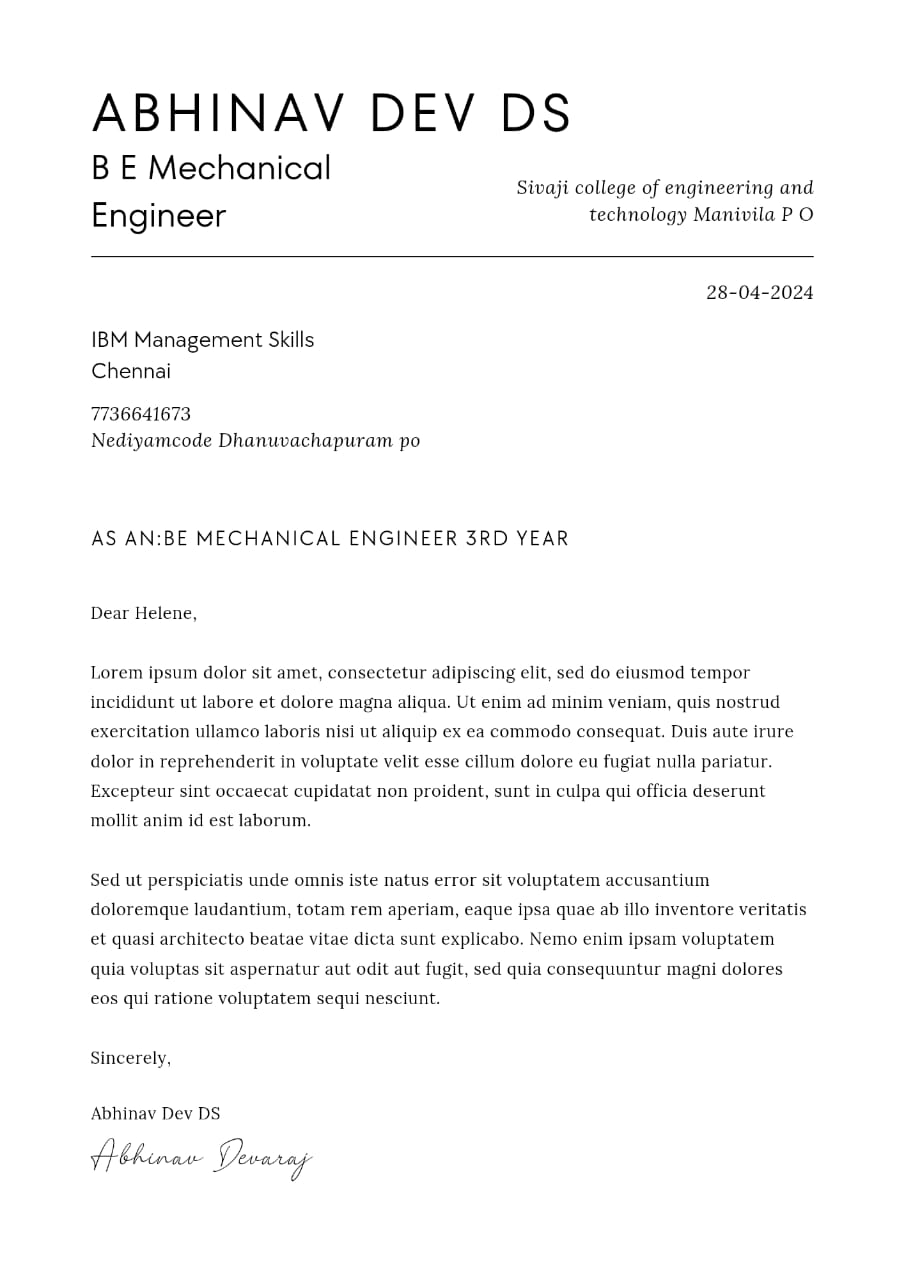 ABHINAV DEV DS
B E Mechanical
Engineer
Sivaji college of engineering and
technology Manivila P O
28-04-2024
IBM Management Skills
Chennai
7736641673
Nediyamcode Dhanuvachapuram po
AS AN:BE MECHANICAL ENGINEER 3RD YEAR
Dear Helene,
Lorem ipsum dolor sit amet, consectetur adipiscing elit, sed do eiusmod tempor
incididunt ut labore et dolore magna aliqua. Ut enim ad minim veniam, quis nostrud
exercitation ullamco laboris nisi ut aliquip ex ea commodo consequat. Duis aute irure
dolor in reprehenderit in voluptate velit esse cillum dolore eu fugiat nulla pariatur.
Excepteur sint occaecat cupidatat non proident, sunt in culpa qui officia deserunt
mollit anim id est laborum.
Sed ut perspiciatis unde omnis iste natus error sit voluptatem accusantium
doloremque laudantium, totam rem aperiam, eaque ipsa quae ab illo inventore veritatis
et quasi architecto beatae vitae dicta sunt explicabo. Nemo enim ipsam voluptatem
quia voluptas sit aspernatur aut odit aut fugit, sed quia consequuntur magni dolores
eos qui ratione voluptatem sequi nesciunt.
Sincerely,
Abhinav Dev DS
Abhinav Devaraj